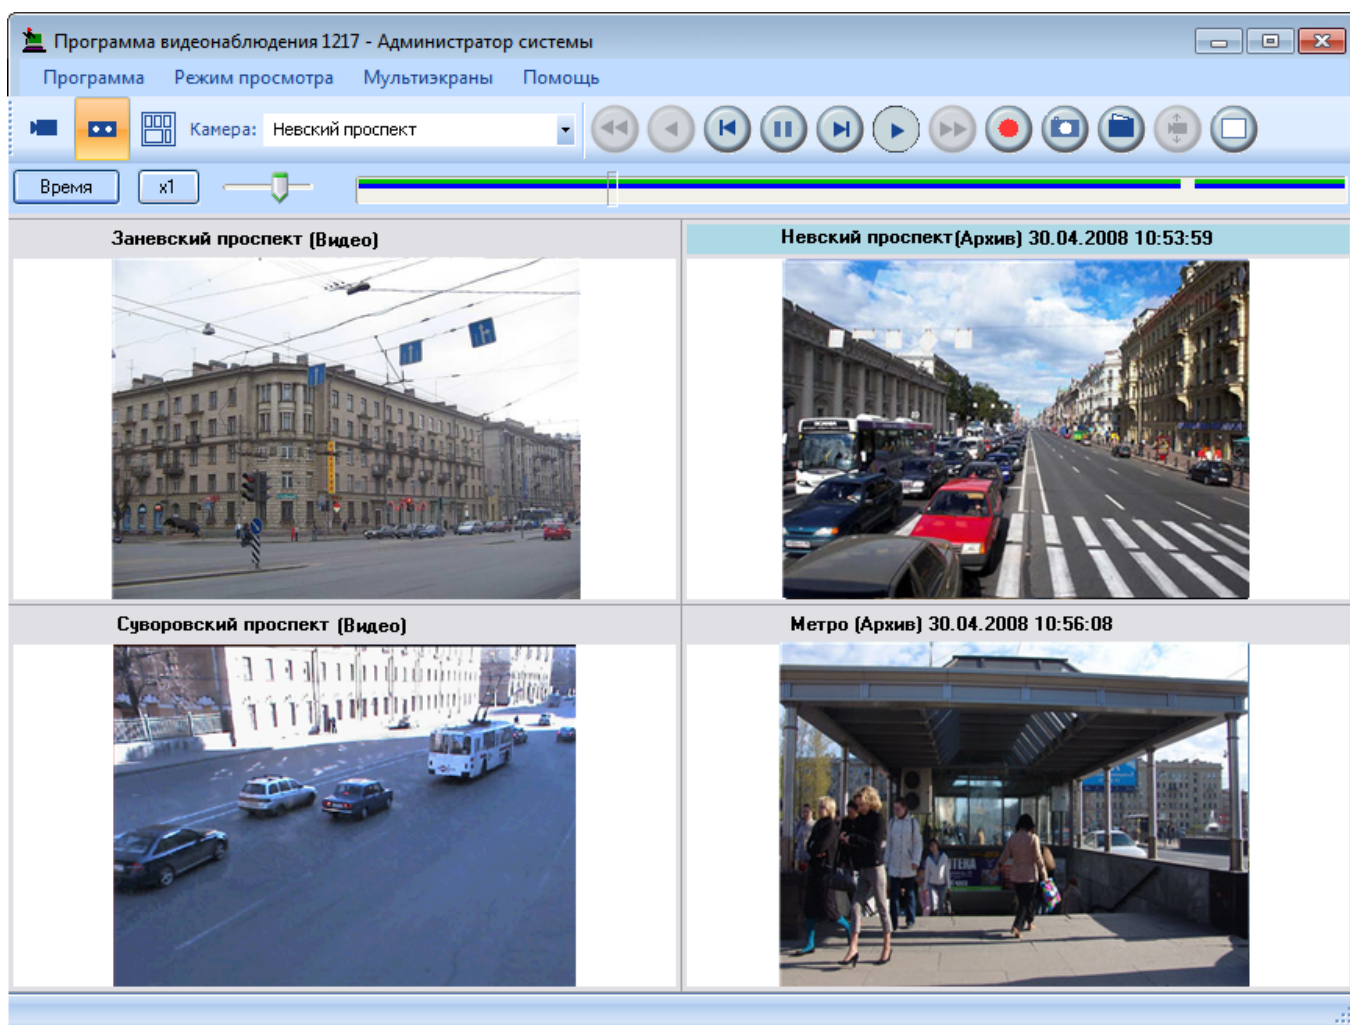 Программа видеонаблюдения 1217 - Администратор системы
Программа Режим просмотра Мультиэкраны Помощь
Камера: Невский проспект
Время x1
Заневский проспект (Видео)
Невский проспект(Архив) 30.04.2008 10:53:59
SCANIA
Суворовский проспект (Видео)
Метро (Архив) 30.04.2008 10:56:08